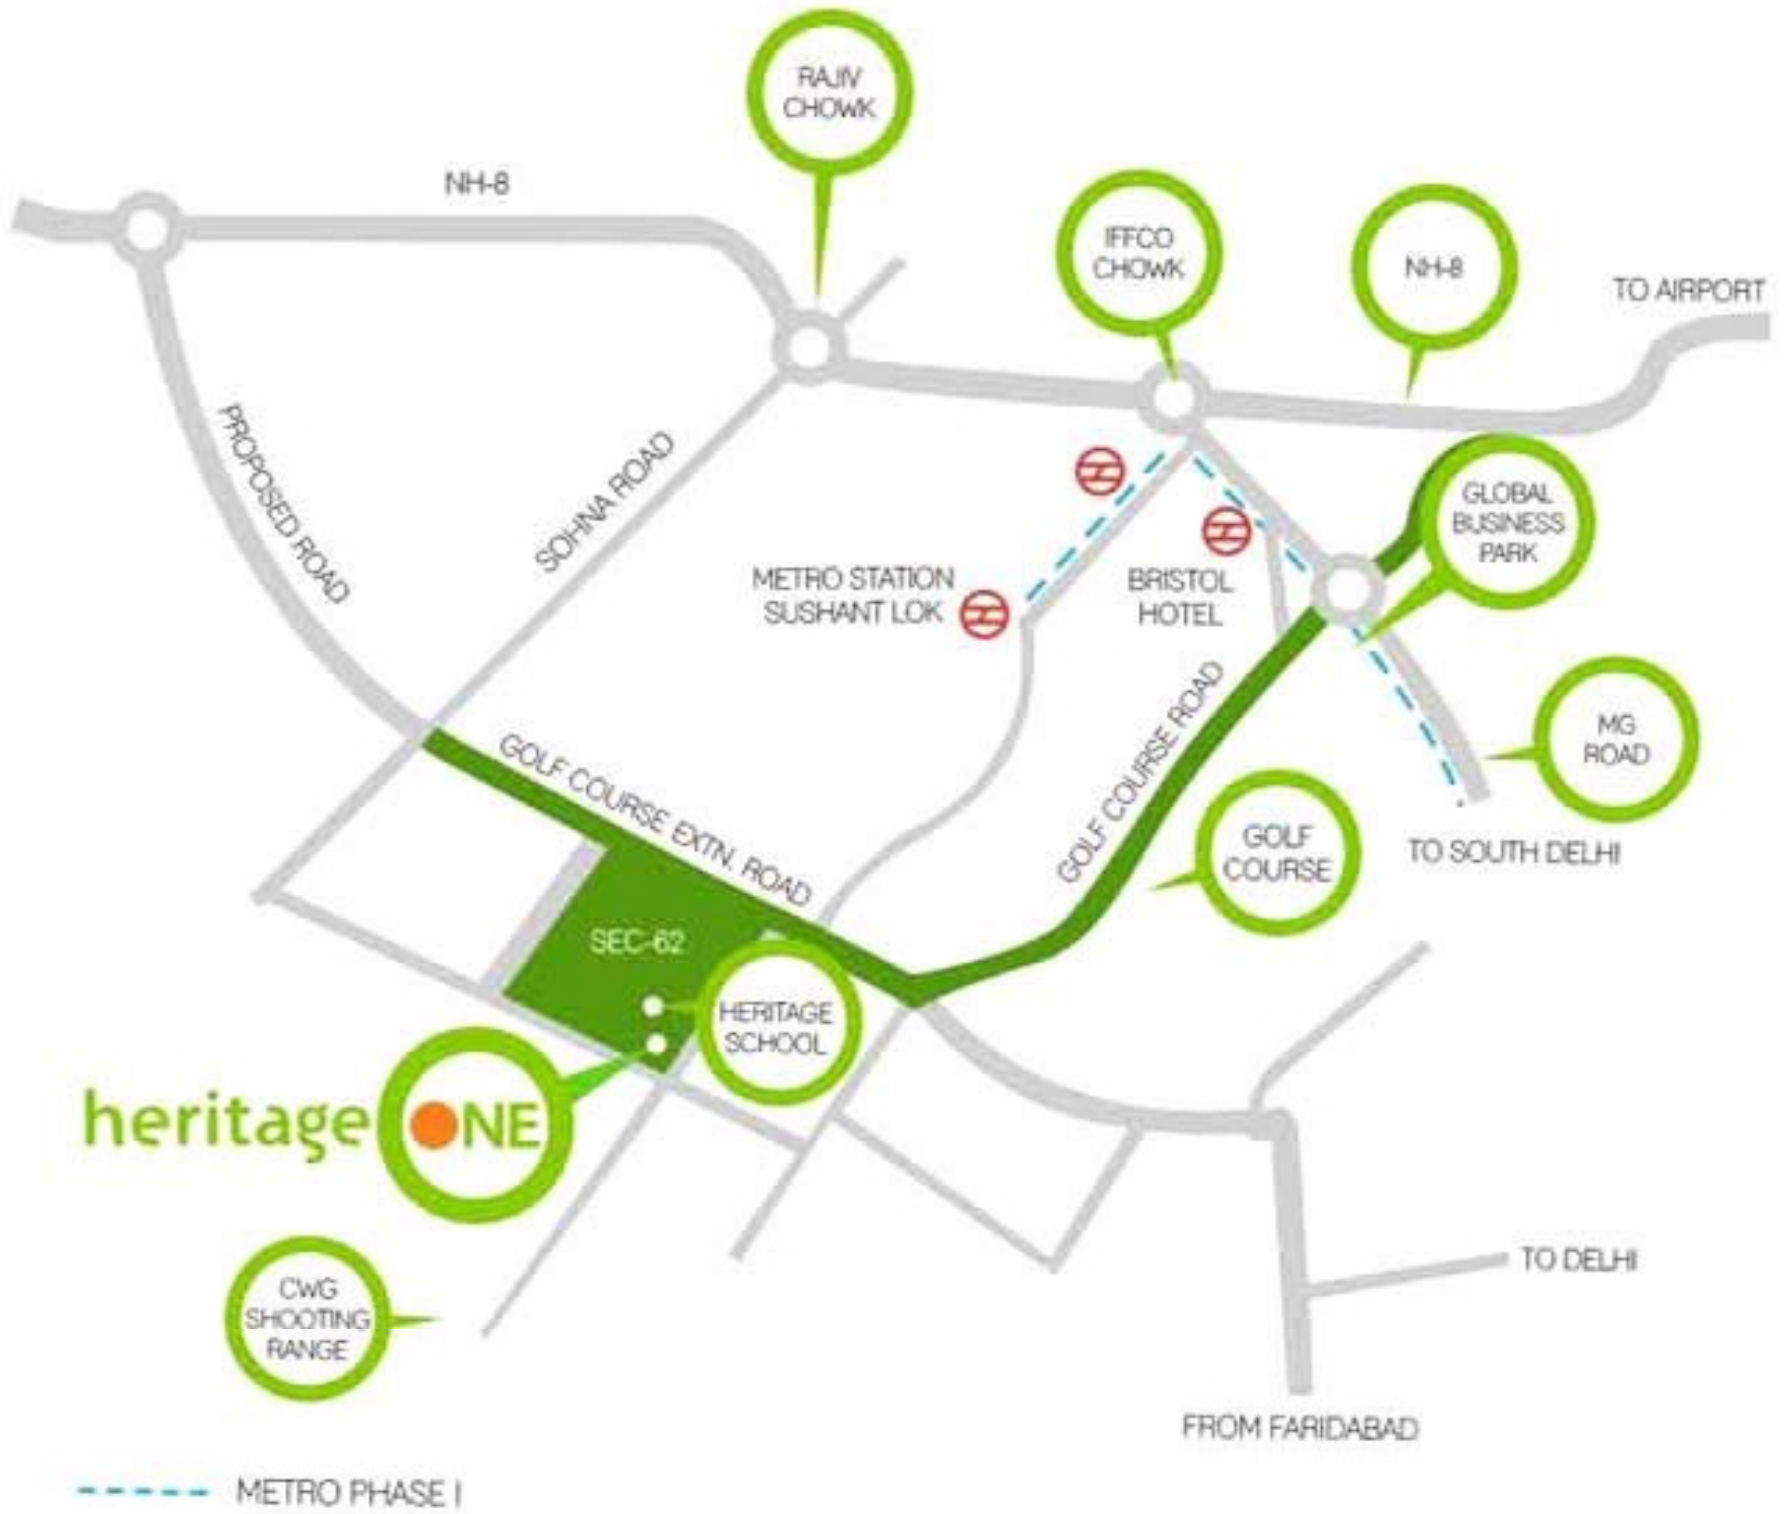 RAJIV
CHOWK
NH-8
IFFCO
CHOWK
NH-8
TO AIRPORT
PROPOSED ROAD
SOHNA ROAD
GLOBAL
BUSINESS
PARK
METRO STATION
SUSHANT LOK
BRISTOL
HOTEL
MG
ROAD
GOLF COURSE EXTN. ROAD
GOLF COURSE ROAD
GOLF
COURSE
TO SOUTH DELHI
SEC-62
HERITAGE
SCHOOL
heritage ONE
CWG
SHOOTING
RANGE
TO DELHI
FROM FARIDABAD
METRO PHASE I